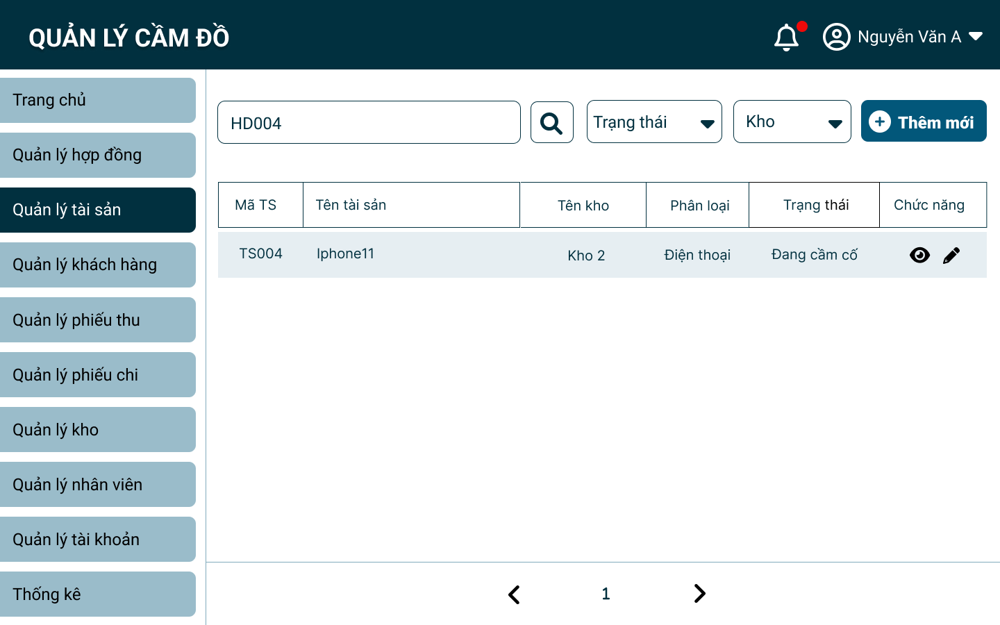 QUẢN LÝ CẦM ĐỒ
Nguyễn Văn A
Trang chủ
Quản lý hợp đồng
Quản lý tài sản
Quản lý khách hàng
Quản lý phiếu thu
Quản lý phiếu chi
Quản lý kho
Quản lý nhân viên
Quản lý tài khoản
Thống kê
HD004
Trạng thái
Kho
Thêm mới
Mã TS Tên tài sản Tên kho Phân loại Trạng thái Chức năng
TS004 Iphone11 Kho 2 Điện thoại Đang cầm cố
1